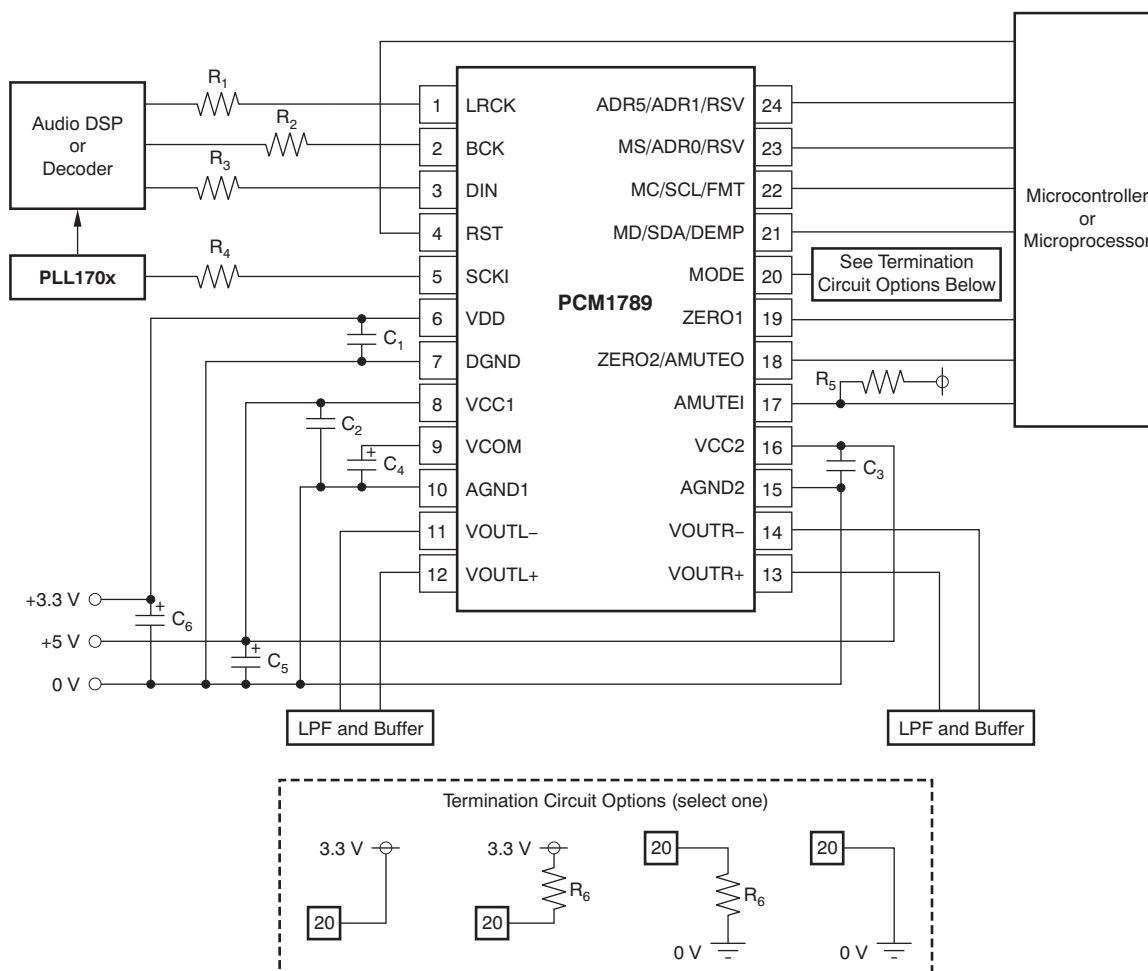 Audio DSP
or
Decoder
PLL170x
R1
R2
R3
R4
1 LRCK
2 BCK
3 DIN
4 RST
5 SCKI
6 VDD
7 DGND
8 VCC1
9 VCOM
10 AGND1
11 VOUTL−
12 VOUTL+
PCM1789
ADR5/ADR1/RSV 24
MS/ADR0/RSV 23
MC/SCL/FMT 22
MD/SDA/DEMP 21
MODE 20
ZERO1 19
ZERO2/AMUTEO 18
AMUTEI 17
VCC2 16
AGND2 15
VOUTR− 14
VOUTR+ 13
Microcontroller
or
Microprocessor
See Termination
Circuit Options Below
R5
C1
C2
+
C4
C3
+3.3 V
+
C6
+5 V
+
C5
0 V
LPF and Buffer
LPF and Buffer
Termination Circuit Options (select one)
3.3 V
20
3.3 V
R6
20
20
R6
0 V
20
0 V